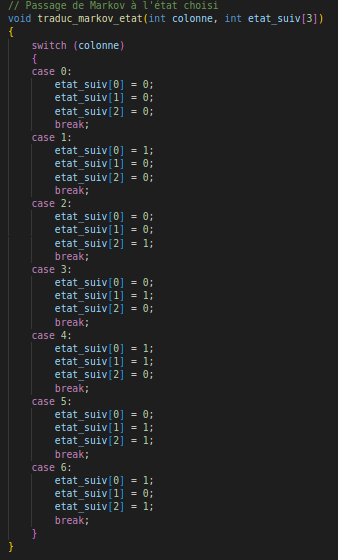 // Passage de Markov à l'état choisi
void traduc_markov_etat(int colonne, int etat_suiv[3])
{
    switch (colonne)
    {
    case 0:
        etat_suiv[0] = 0;
        etat_suiv[1] = 0;
        etat_suiv[2] = 0;
        break;
    case 1:
        etat_suiv[0] = 1;
        etat_suiv[1] = 0;
        etat_suiv[2] = 0;
        break;
    case 2:
        etat_suiv[0] = 0;
        etat_suiv[1] = 0;
        etat_suiv[2] = 1;
        break;
    case 3:
        etat_suiv[0] = 0;
        etat_suiv[1] = 1;
        etat_suiv[2] = 0;
        break;
    case 4:
        etat_suiv[0] = 1;
        etat_suiv[1] = 1;
        etat_suiv[2] = 0;
        break;
    case 5:
        etat_suiv[0] = 0;
        etat_suiv[1] = 1;
        etat_suiv[2] = 1;
        break;
    case 6:
        etat_suiv[0] = 1;
        etat_suiv[1] = 0;
        etat_suiv[2] = 1;
        break;
    }
}